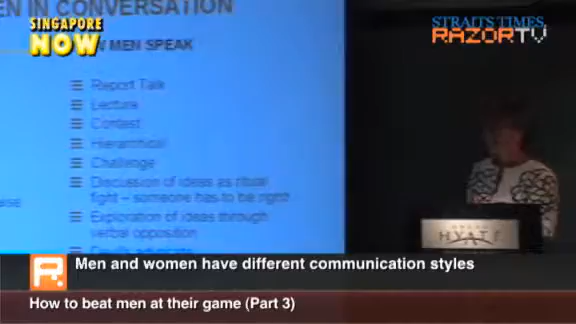 EN IN CONVERSATION
SINGAPORE
NOW
STRAITS TIMES
RAZORTV
W MEN SPEAK
Report Talk
Lecture
Contest
Hierarchical
Challenge
Discussion of ideas as ritual
fight – someone has to be right!
Exploration of ideas through
verbal opposition
HYATT
R.
Men and women have different communication styles
How to beat men at their game (Part 3)